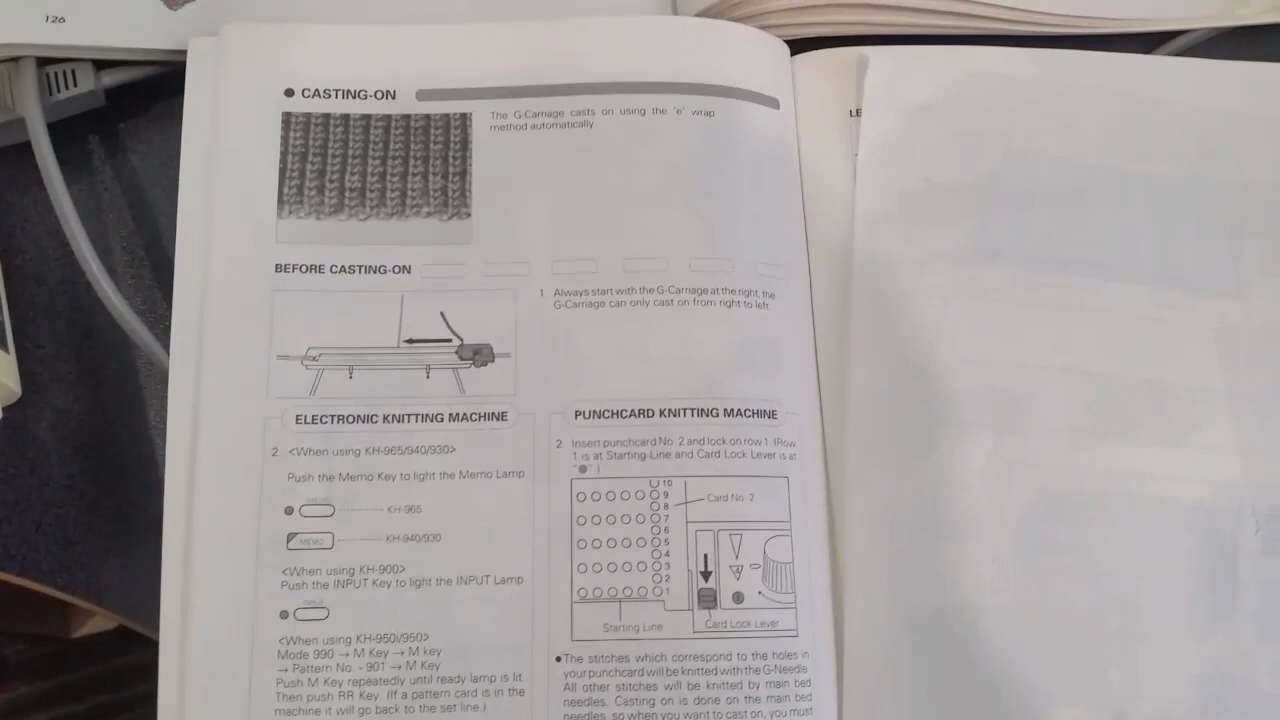 126
● CASTING-ON
The G-Carriage casts on using the 'e' wrap
method automatically
LE
BEFORE CASTING-ON
1 Always start with the G-Carriage at the right, the
G-Carriage can only cast on from right to left
ELECTRONIC KNITTING MACHINE
2 <When using KH-965/940/930>
Push the Memo Key to light the Memo Lamp
MEMO
KH-965
MEMO
KH-940/930
<When using KH-900>
Push the INPUT Key to light the INPUT Lamp
INPUT
<When using KH-950i/950>
Mode 990 → M Key → M key
→ Pattern No. - 901 → M Key
Push M Key repeatedly until ready lamp is lit.
Then push RR Key. (If a pattern card is in the
machine it will go back to the set line.)
PUNCHCARD KNITTING MACHINE
2 Insert punchcard No. 2 and lock on row 1 (Row
1 is at Starting Line and Card Lock Lever is at
"●" )
10
9
8
7
6
5
4
3
2
1
Card No. 2
Starting Line
Card Lock Lever
● The stitches which correspond to the holes in
your punchcard will be knitted with the G-Needle
All other stitches will be knitted by main bed
needles. Casting on is done on the main bed
needles, so when you want to cast on, you must